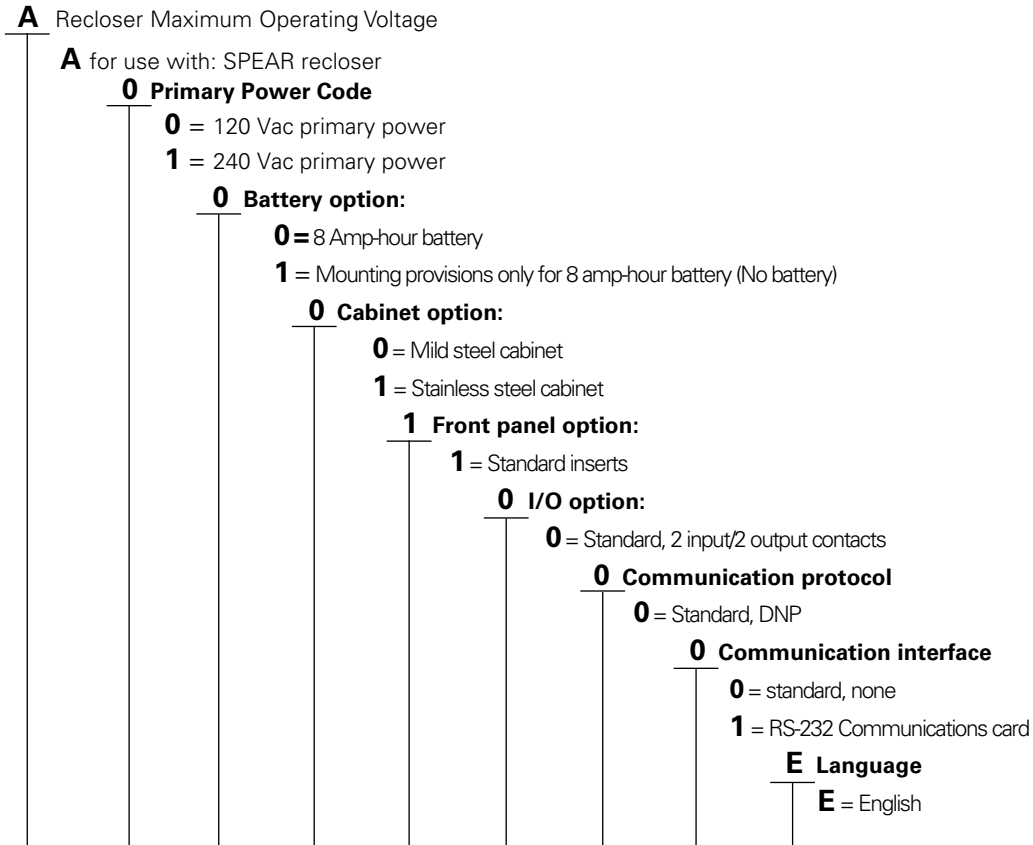 A Recloser Maximum Operating Voltage
A for use with: SPEAR recloser
0 Primary Power Code
0 = 120 Vac primary power
1 = 240 Vac primary power
0 Battery option:
0 = 8 Amp-hour battery
1 = Mounting provisions only for 8 amp-hour battery (No battery)
0 Cabinet option:
0 = Mild steel cabinet
1 = Stainless steel cabinet
1 Front panel option:
1 = Standard inserts
0 I/O option:
0 = Standard, 2 input/2 output contacts
0 Communication protocol
0 = Standard, DNP
0 Communication interface
0 = standard, none
1 = RS-232 Communications card
E Language
E = English